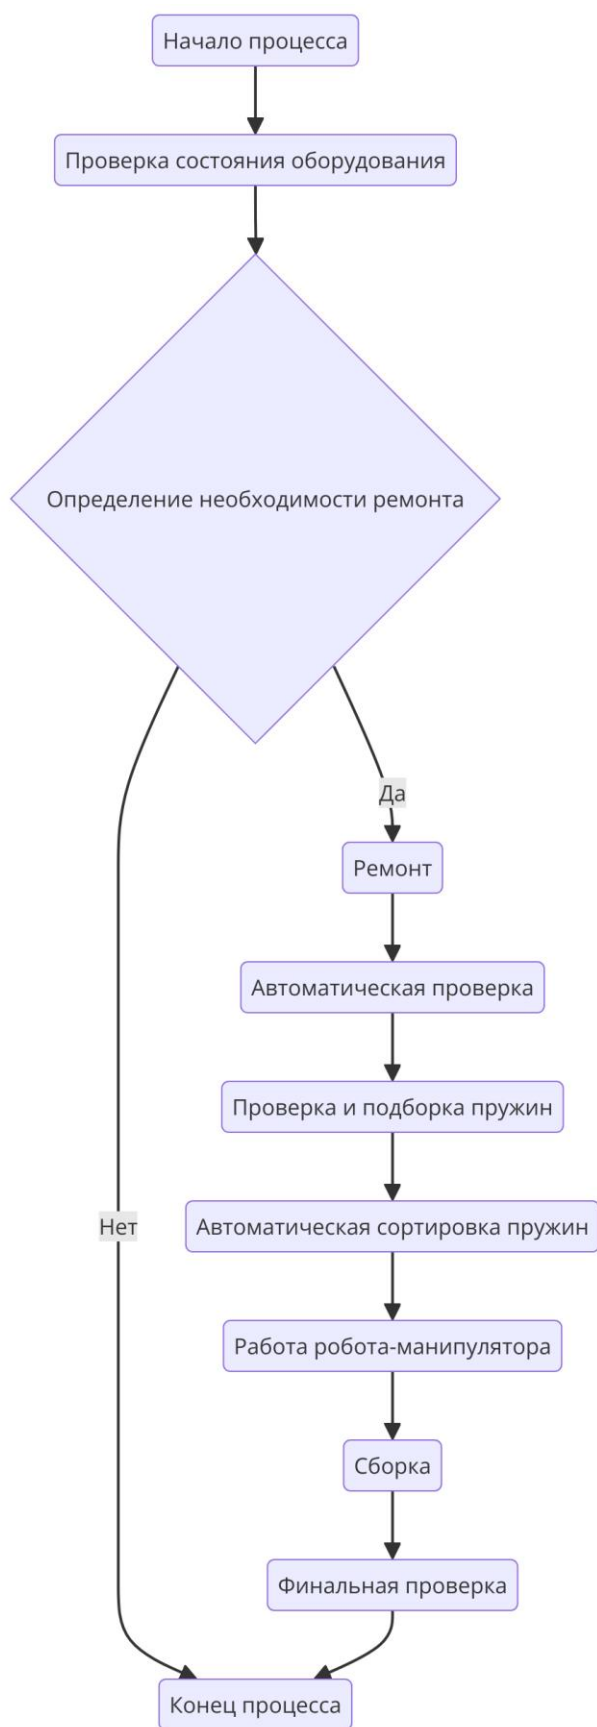 Начало процесса
Проверка состояния оборудования
Определение необходимости ремонта
Да
Ремонт
Автоматическая проверка
Проверка и подборка пружин
Нет
Автоматическая сортировка пружин
Работа робота-манипулятора
Сборка
Финальная проверка
Конец процесса